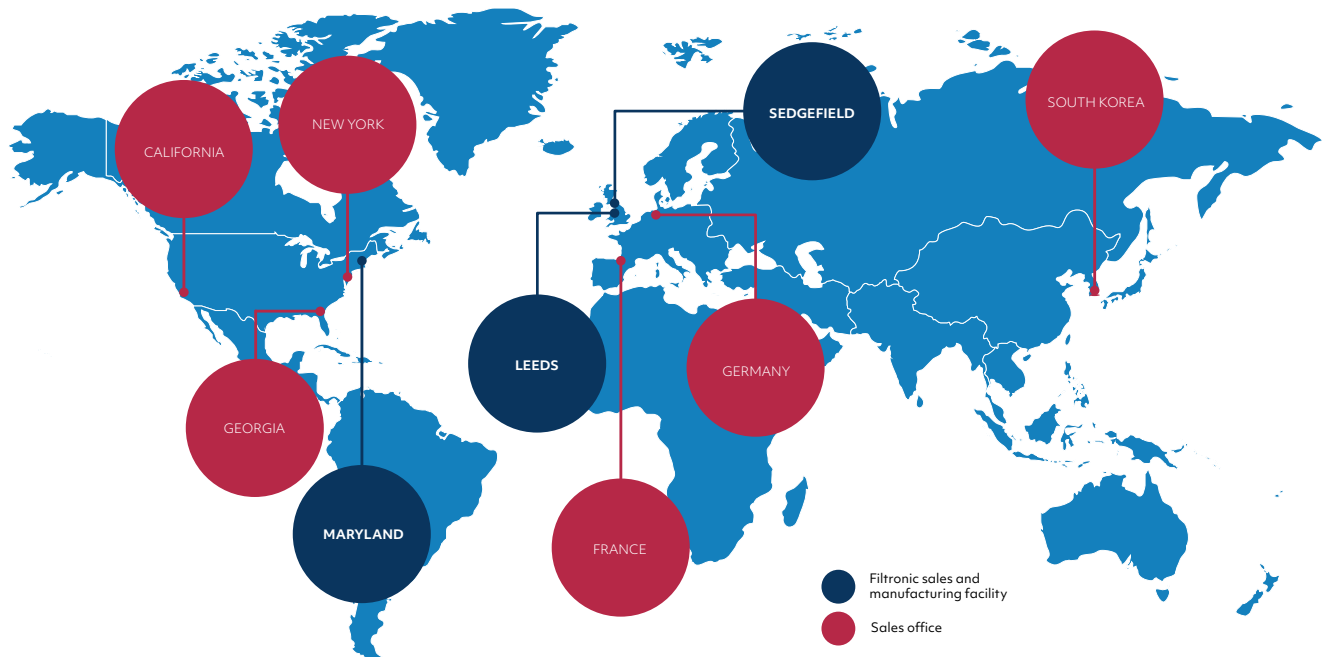 SEDGEFIELD
SOUTH KOREA
NEW YORK
CALIFORNIA
LEEDS
GERMANY
GEORGIA
MARYLAND
FRANCE
Filtronic sales and
manufacturing facility
Sales office